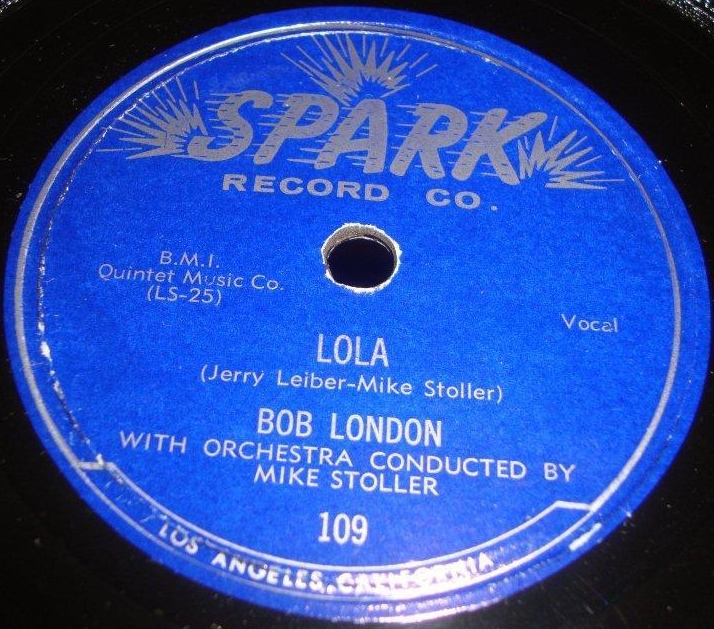 SPARK
RECORD CO.
B.M.I.
Quintet Music Co.
(LS-25)
Vocal
LOLA
(Jerry Leiber-Mike Stoller)
BOB LONDON
WITH ORCHESTRA CONDUCTED BY
MIKE STOLLER
109
LOS ANGELES, CALIFORNIA